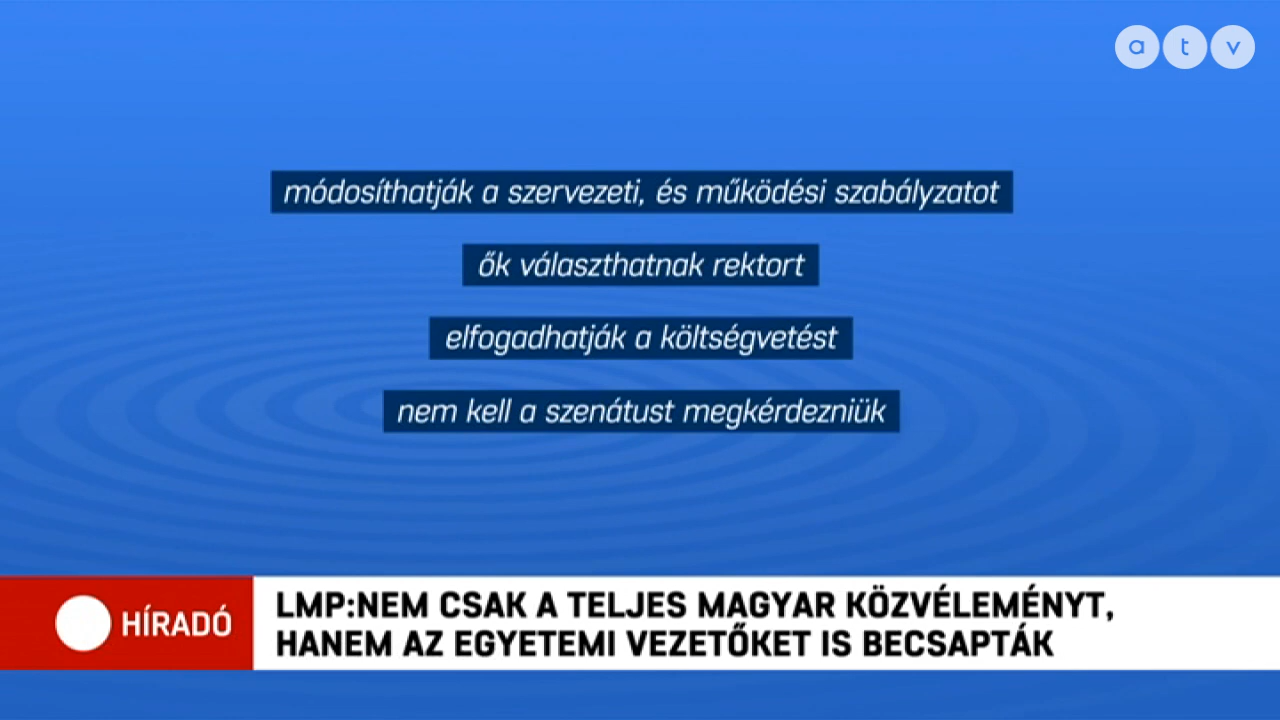 atv
módosíthatják a szervezeti, és működési szabályzatot
ők választhatnak rektort
elfogadhatják a költségvetést
nem kell a szenátust megkérdezniük
HÍRADÓ
LMP:NEM CSAK A TELJES MAGYAR KÖZVÉLEMÉNYT,
HANEM AZ EGYETEMI VEZETŐKET IS BECSAPTÁK